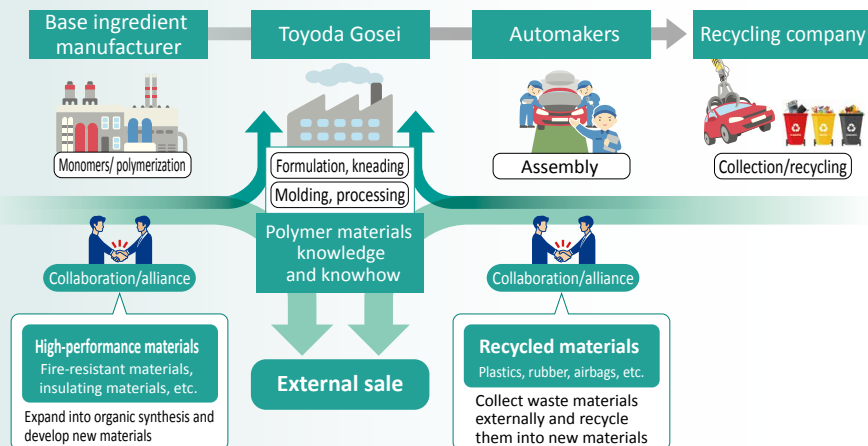 Base ingredient
manufacturer
Toyoda Gosei
Automakers
Recycling company
Monomers/ polymerization
Formulation, kneading
Molding, processing
Assembly
Collection/recycling
Polymer materials
knowledge
and knowhow
Collaboration/alliance
Collaboration/alliance
High-performance materials
Fire-resistant materials,
insulating materials, etc.
Expand into organic synthesis and
develop new materials
External sale
Recycled materials
Plastics, rubber, airbags, etc.
Collect waste materials
externally and recycle
them into new materials